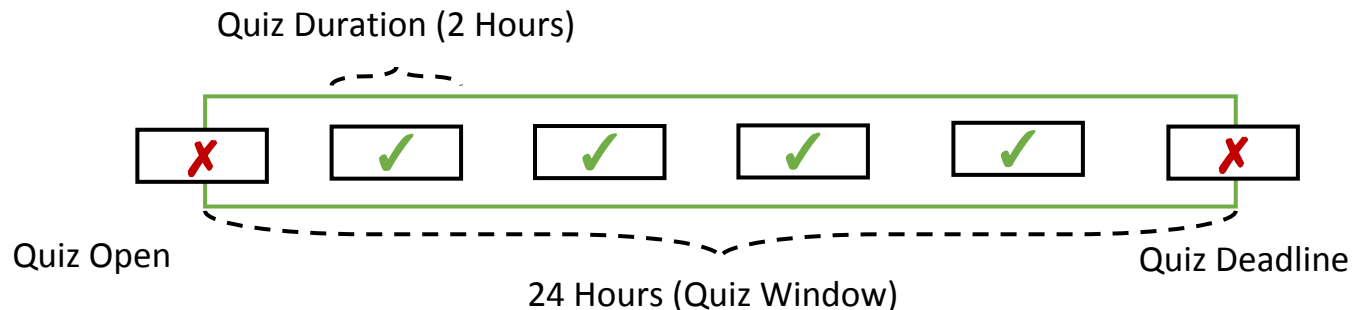 Quiz Duration (2 Hours)
✗ ✓ ✓ ✓ ✓ ✗
Quiz Open
Quiz Deadline
24 Hours (Quiz Window)